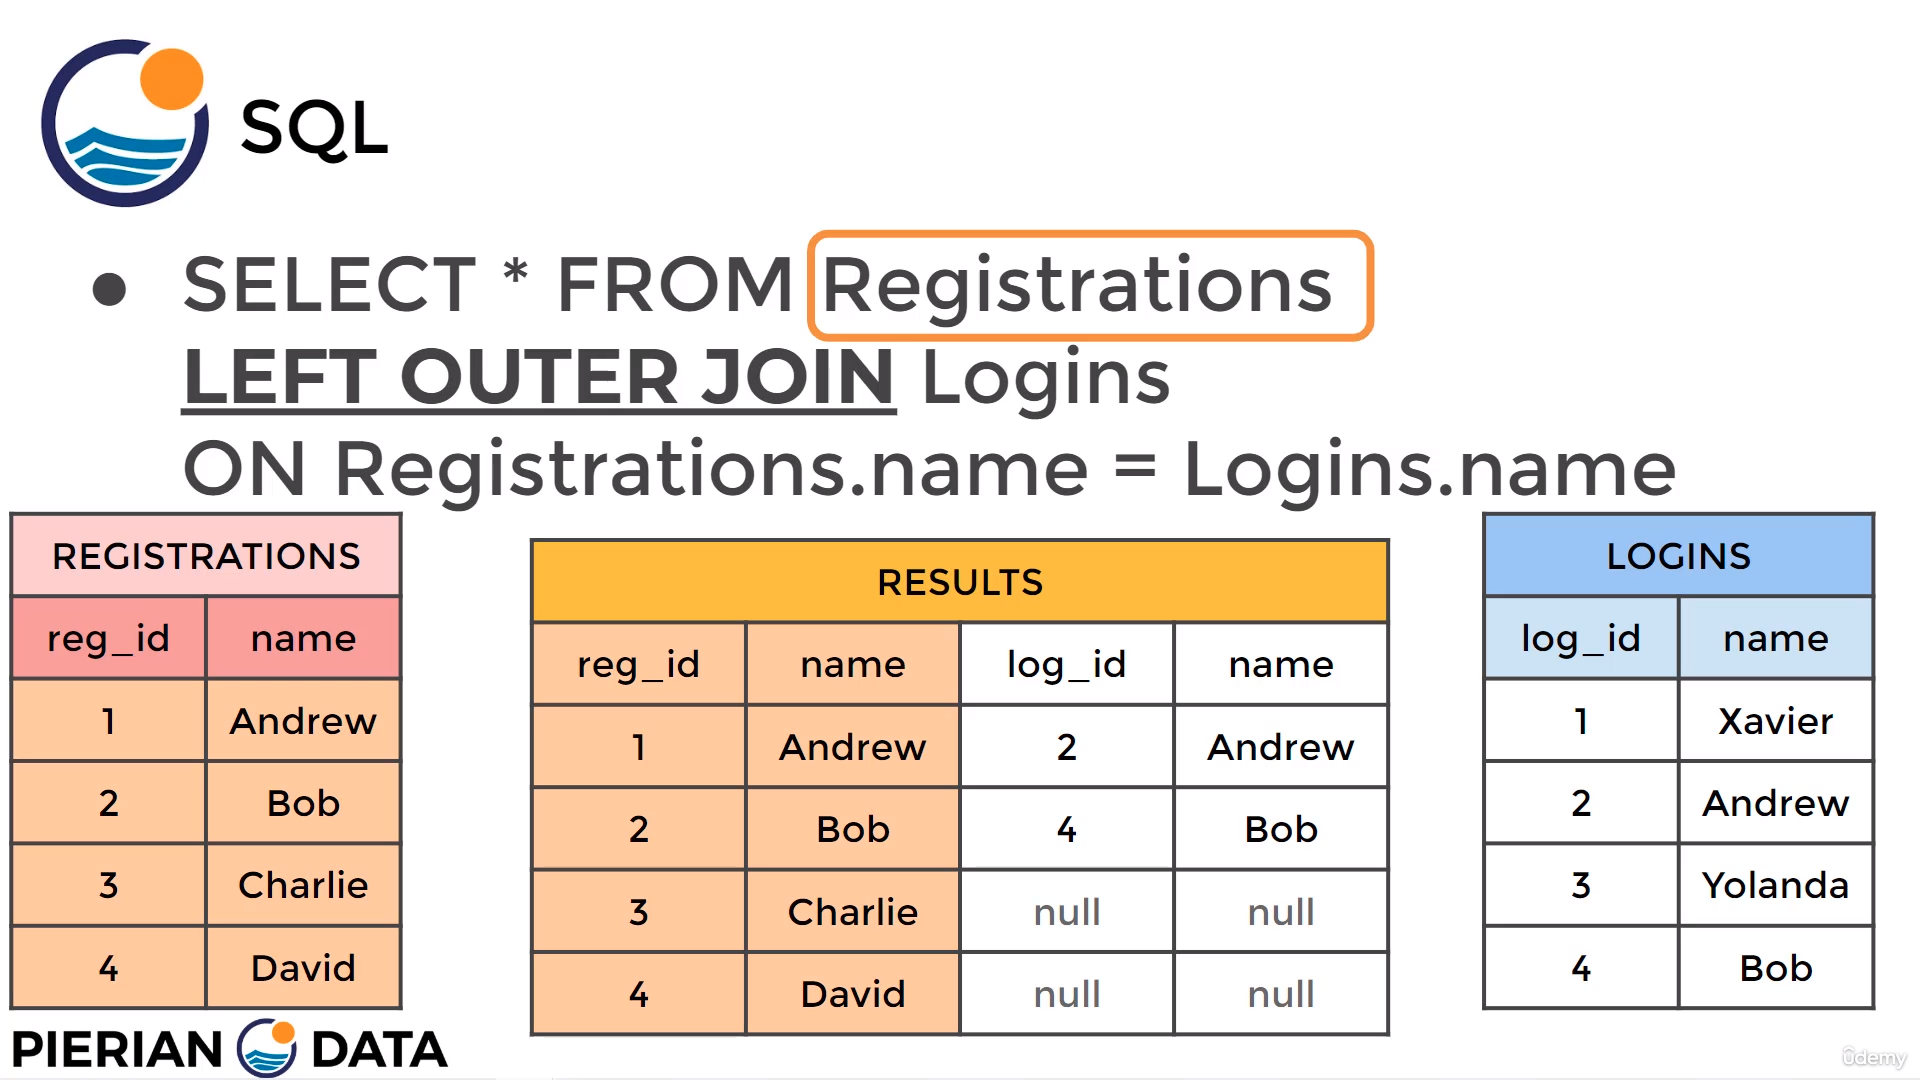 SQL
● SELECT * FROM Registrations
LEFT OUTER JOIN Logins
ON Registrations.name = Logins.name
REGISTRATIONS
reg_id name
1 Andrew
2 Bob
3 Charlie
4 David
RESULTS
reg_id name log_id name
1 Andrew 2 Andrew
2 Bob 4 Bob
3 Charlie null null
4 David null null
LOGINS
log_id name
1 Xavier
2 Andrew
3 Yolanda
4 Bob
PIERIAN DATA
ûdemy